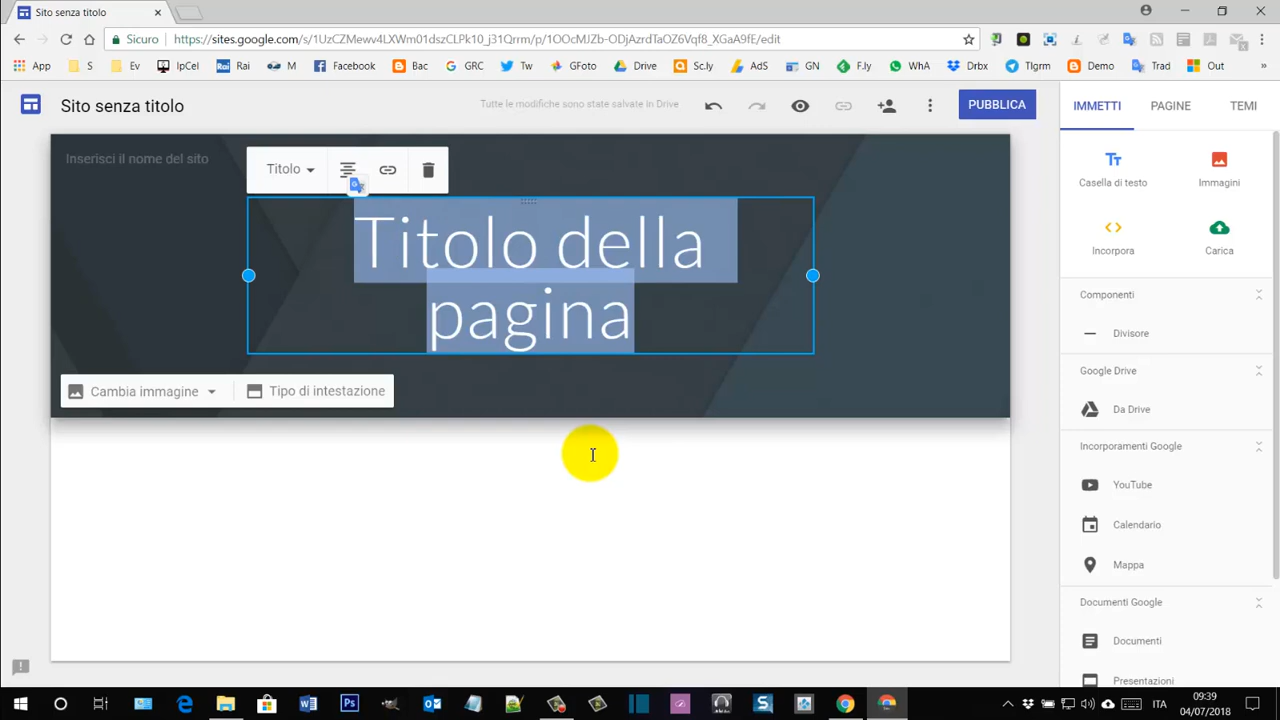 Sito senza titolo
Sicuro
https://sites.google.com/s/1UzCZMewv4LXWm01dszCLPk10_j31Qrrm/p/1OOcMJZb-ODjAzrdTaOZ6Vqf8_XGaA9fE/edit
App
S
Ev
IpCel
Rai
M
Facebook
Bac
GRC
Tw
GFoto
Drive
Sc.ly
AdS
GN
F.ly
WhA
Drbx
Tlgrm
Demo
Trad
Out
Sito senza titolo
Tutte le modifiche sono state salvate in Drive
PUBBLICA
IMMETTI
PAGINE
TEMI
Inserisci il nome del sito
Titolo
Titolo della
pagina
Cambia immagine
Tipo di intestazione
Casella di testo
Immagini
Incorpora
Carica
Componenti
Divisore
Google Drive
Da Drive
Incorporamenti Google
YouTube
Calendario
Mappa
Documenti Google
Documenti
Presentazioni
ITA
09:39
04/07/2018